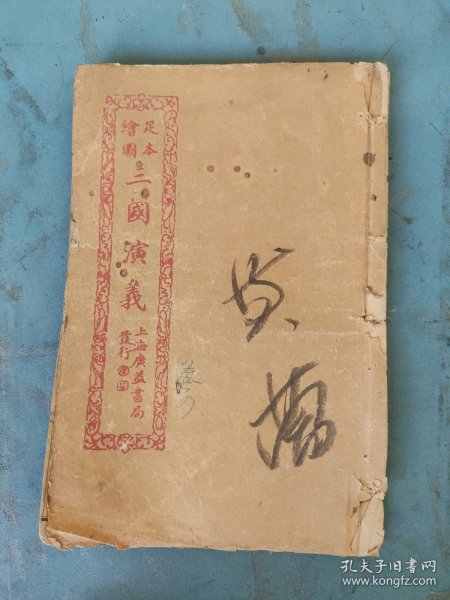 足本
繪圖
三國演義
上海廣益書局
發行
孔夫子旧书网
www.kongfz.com